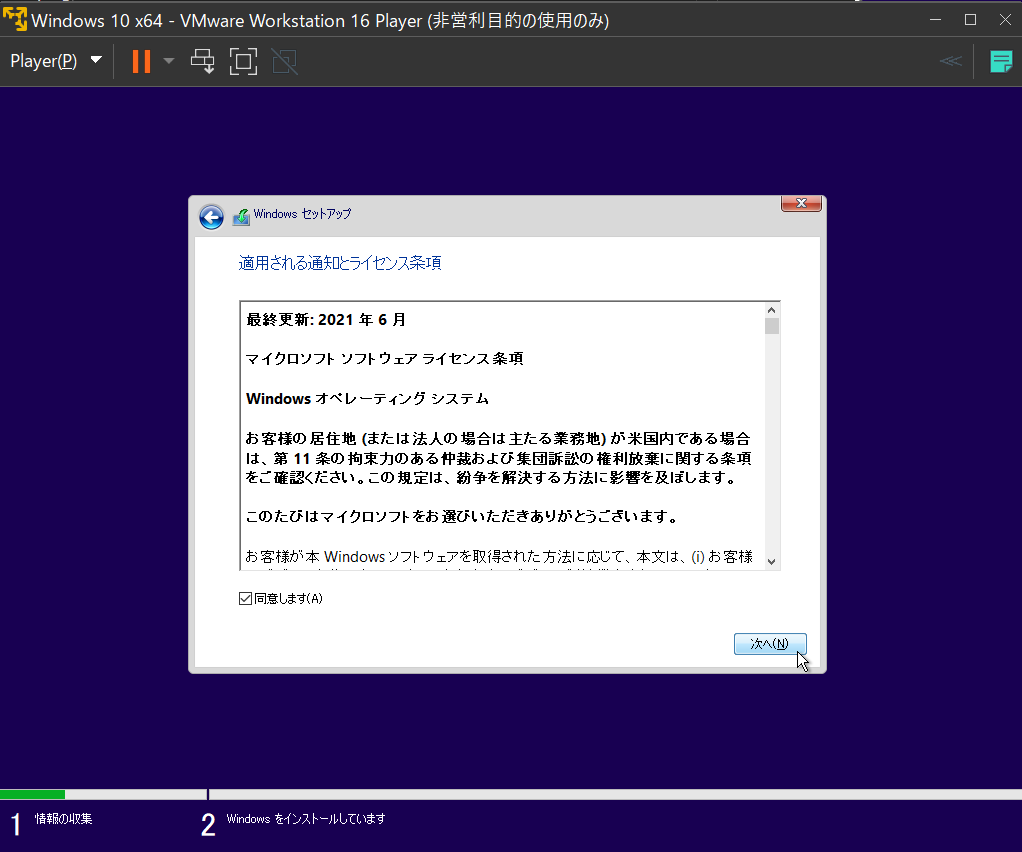 Windows 10 x64 - VMware Workstation 16 Player (非営利目的の使用のみ)
Player(P)
Windows セットアップ
適用される通知とライセンス条項
最終更新: 2021 年 6 月
マイクロソフト ソフトウェア ライセンス条項
Windows オペレーティング システム
お客様の居住地 (または法人の場合は主たる業務地) が米国内である場合
は、第 11 条の拘束力のある仲裁および集団訴訟の権利放棄に関する条項
をご確認ください。この規定は、紛争を解決する方法に影響を及ぼします。
このたびはマイクロソフトをお選びいただきありがとうございます。
お客様が本 Windows ソフトウェアを取得された方法に応じて、本文は、(i) お客様
同意します(A)
次へ(N)
1 情報の収集
2 Windows をインストールしています